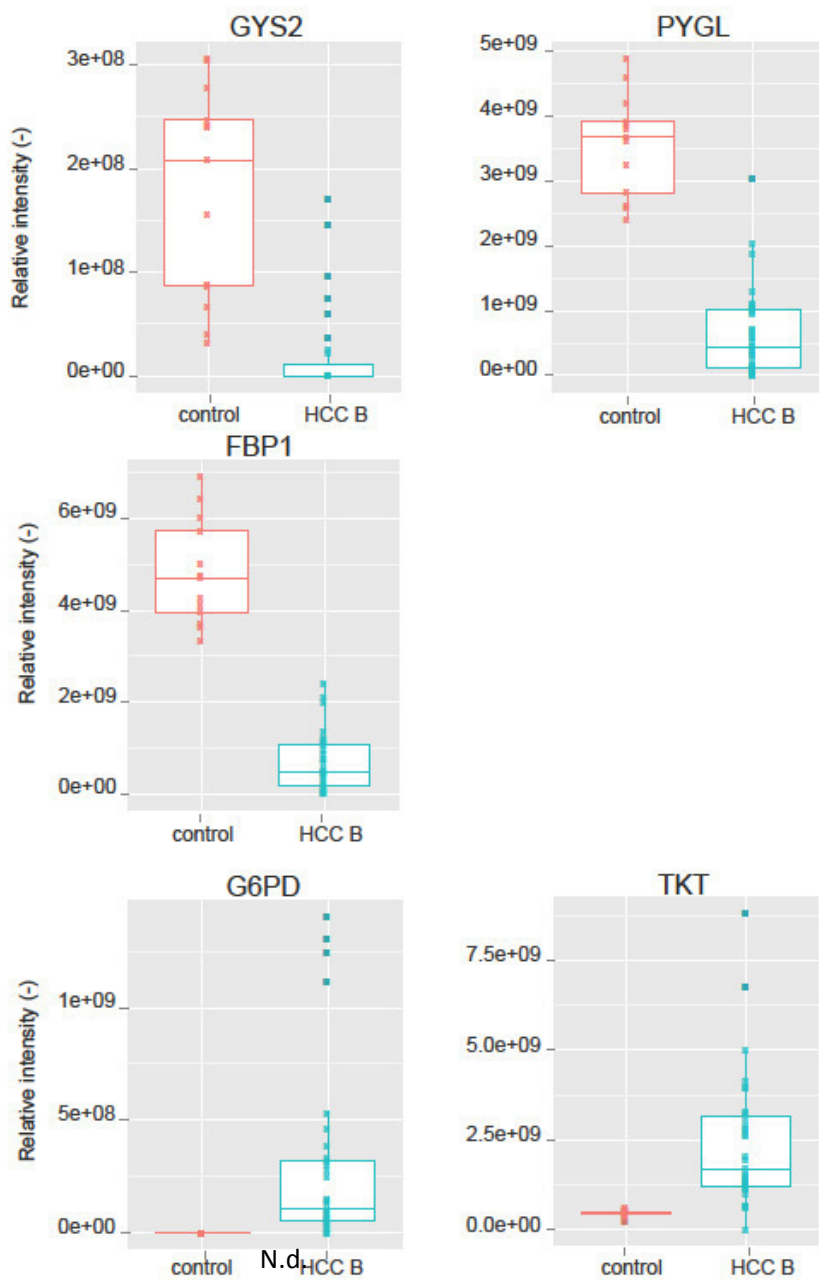 GYS2
Relative intensity (-)
3e+08
2e+08
1e+08
0e+00
control HCC B
PYGL
5e+09
4e+09
3e+09
2e+09
1e+09
0e+00
control HCC B
FBP1
Relative intensity (-)
6e+09
4e+09
2e+09
0e+00
control HCC B
G6PD
Relative intensity (-)
1e+09
5e+08
0e+00
control N.d. HCC B
TKT
7.5e+09
5.0e+09
2.5e+09
0.0e+00
control HCC B